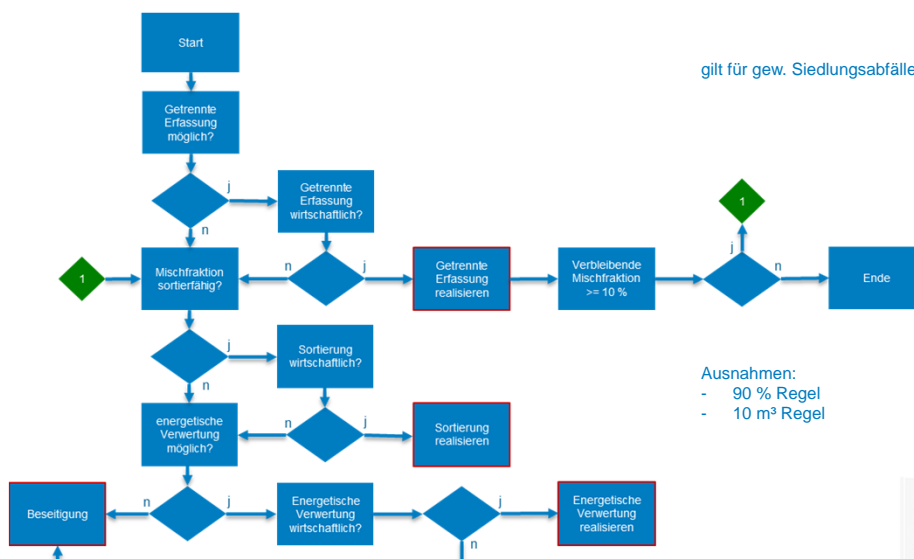 Start
gilt für gew. Siedlungsabfälle
Getrennte
Erfassung
möglich?
j
n
Getrennte
Erfassung
wirtschaftlich?
1
j
n
1
Mischfraktion
sortierfähig?
n
j
Getrennte
Erfassung
realisieren
Verbleibende
Mischfraktion
>= 10 %
Ende
j
n
Sortierung
wirtschaftlich?
Ausnahmen:
- 90 % Regel
- 10 m³ Regel
energetische
Verwertung
möglich?
n
j
Sortierung
realisieren
Beseitigung
n
j
Energetische
Verwertung
wirtschaftlich?
j
n
Energetische
Verwertung
realisieren